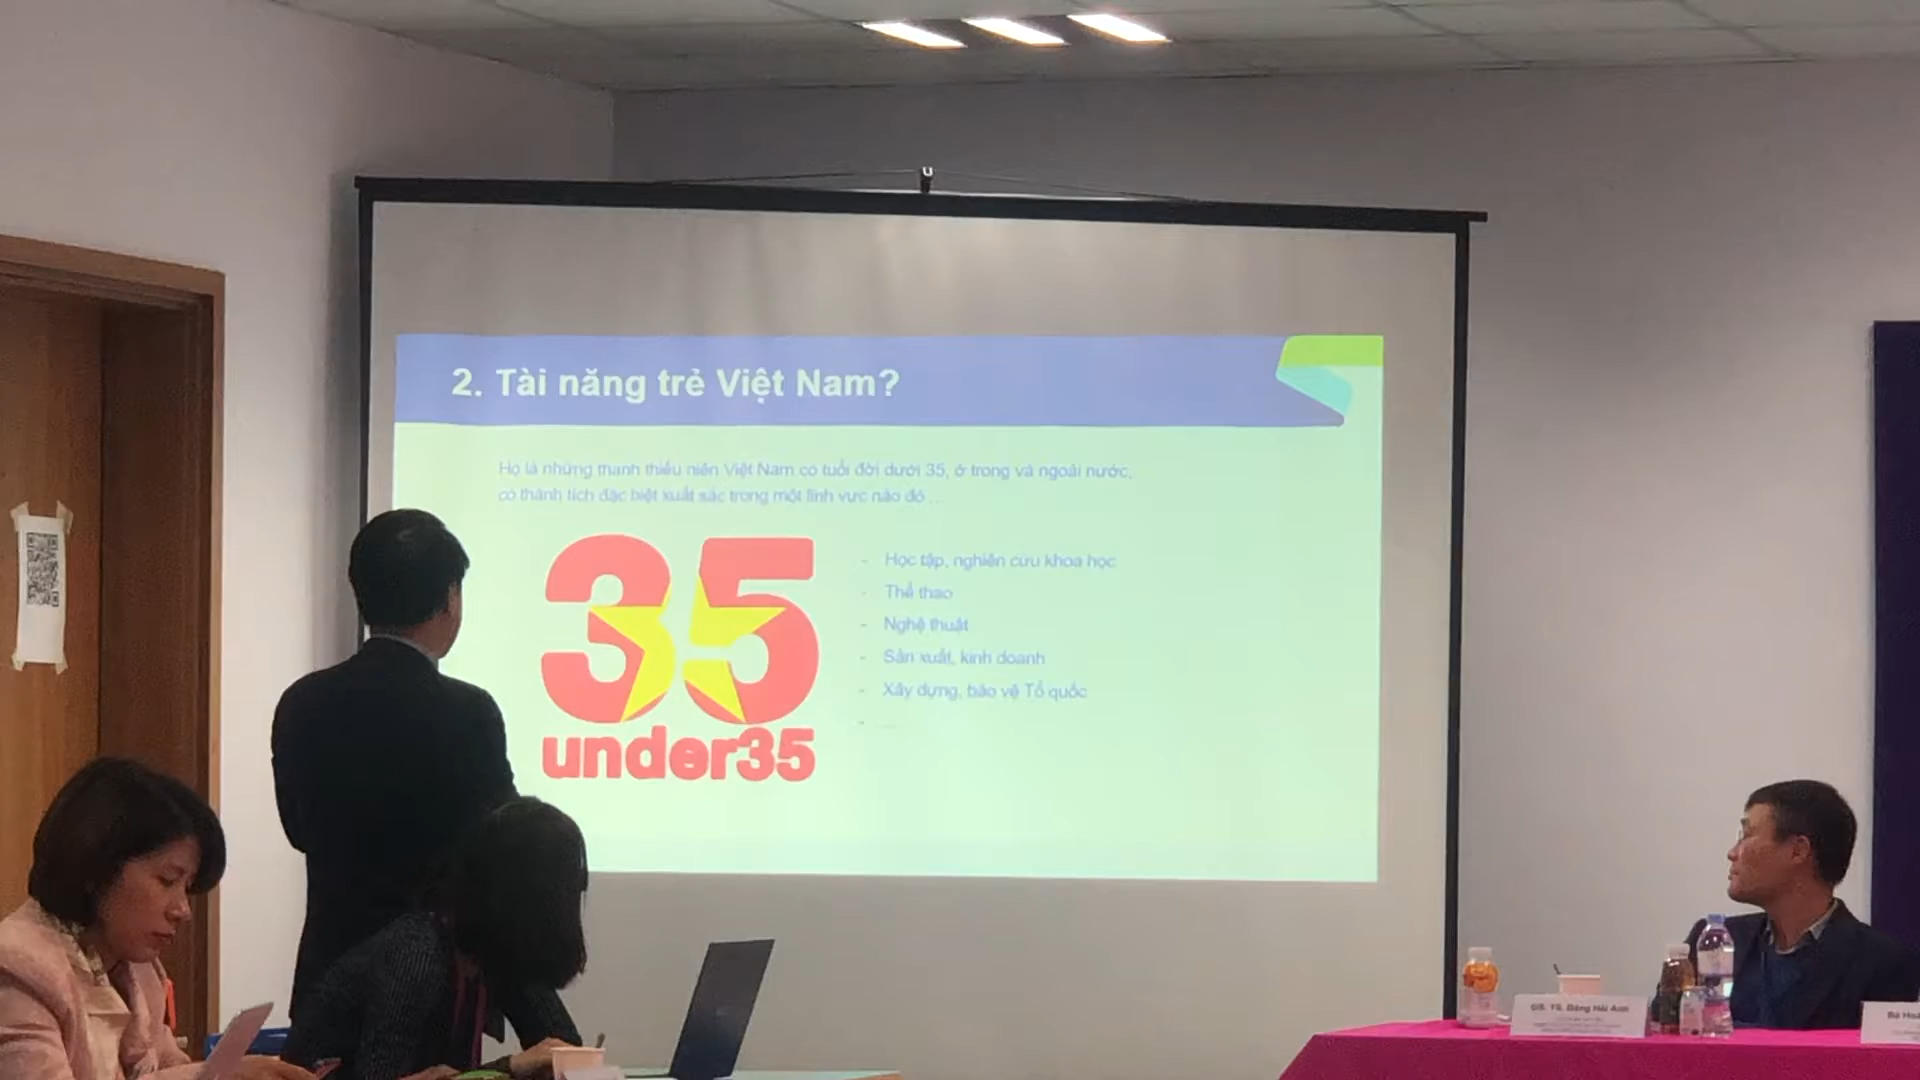 2. Tài năng trẻ Việt Nam?
Họ là những thanh thiếu niên Việt Nam có tuổi đời dưới 35, ở trong và ngoài nước,
có thành tích đặc biệt xuất sắc trong một lĩnh vực nào đó ...
35
under35
- Học tập, nghiên cứu khoa học
- Thể thao
- Nghệ thuật
- Sản xuất, kinh doanh
- Xây dựng, bảo vệ Tổ quốc
- ....
GS. TS. Đặng Hải Anh
Bà